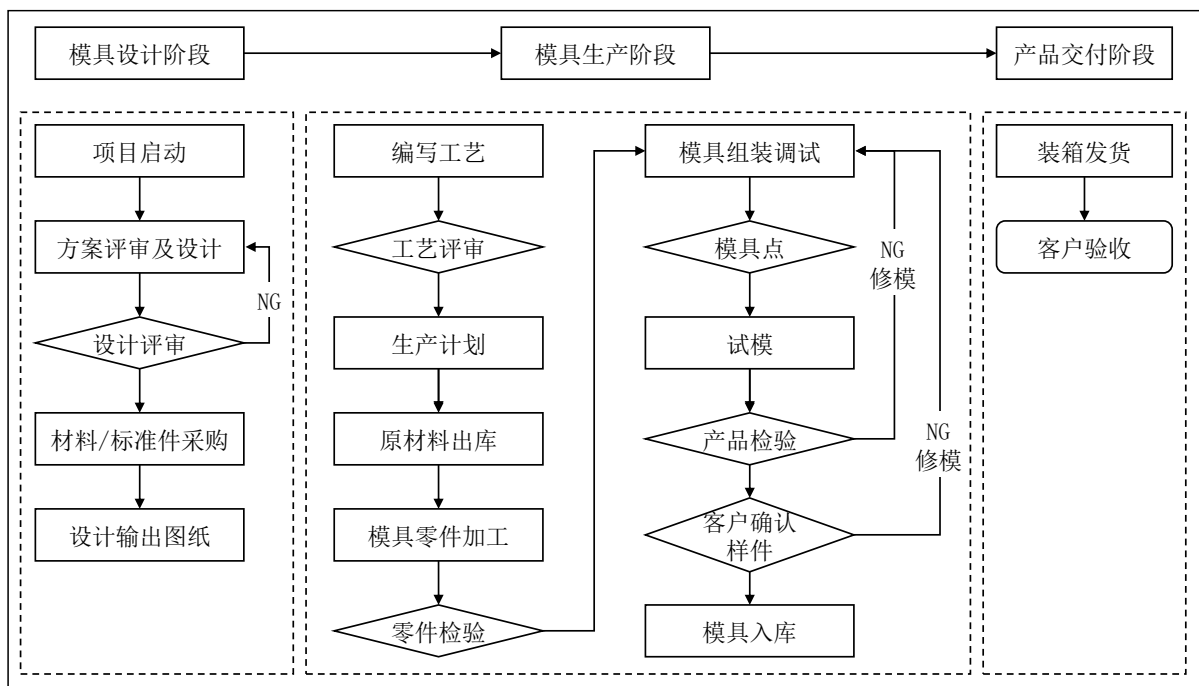 模具设计阶段
模具生产阶段
产品交付阶段
项目启动
方案评审及设计
NG
设计评审
材料/标准件采购
设计输出图纸
编写工艺
工艺评审
生产计划
原材料出库
模具零件加工
零件检验
模具组装调试
模具点
NG
修模
试模
产品检验
NG
修模
客户确认
样件
模具入库
装箱发货
客户验收